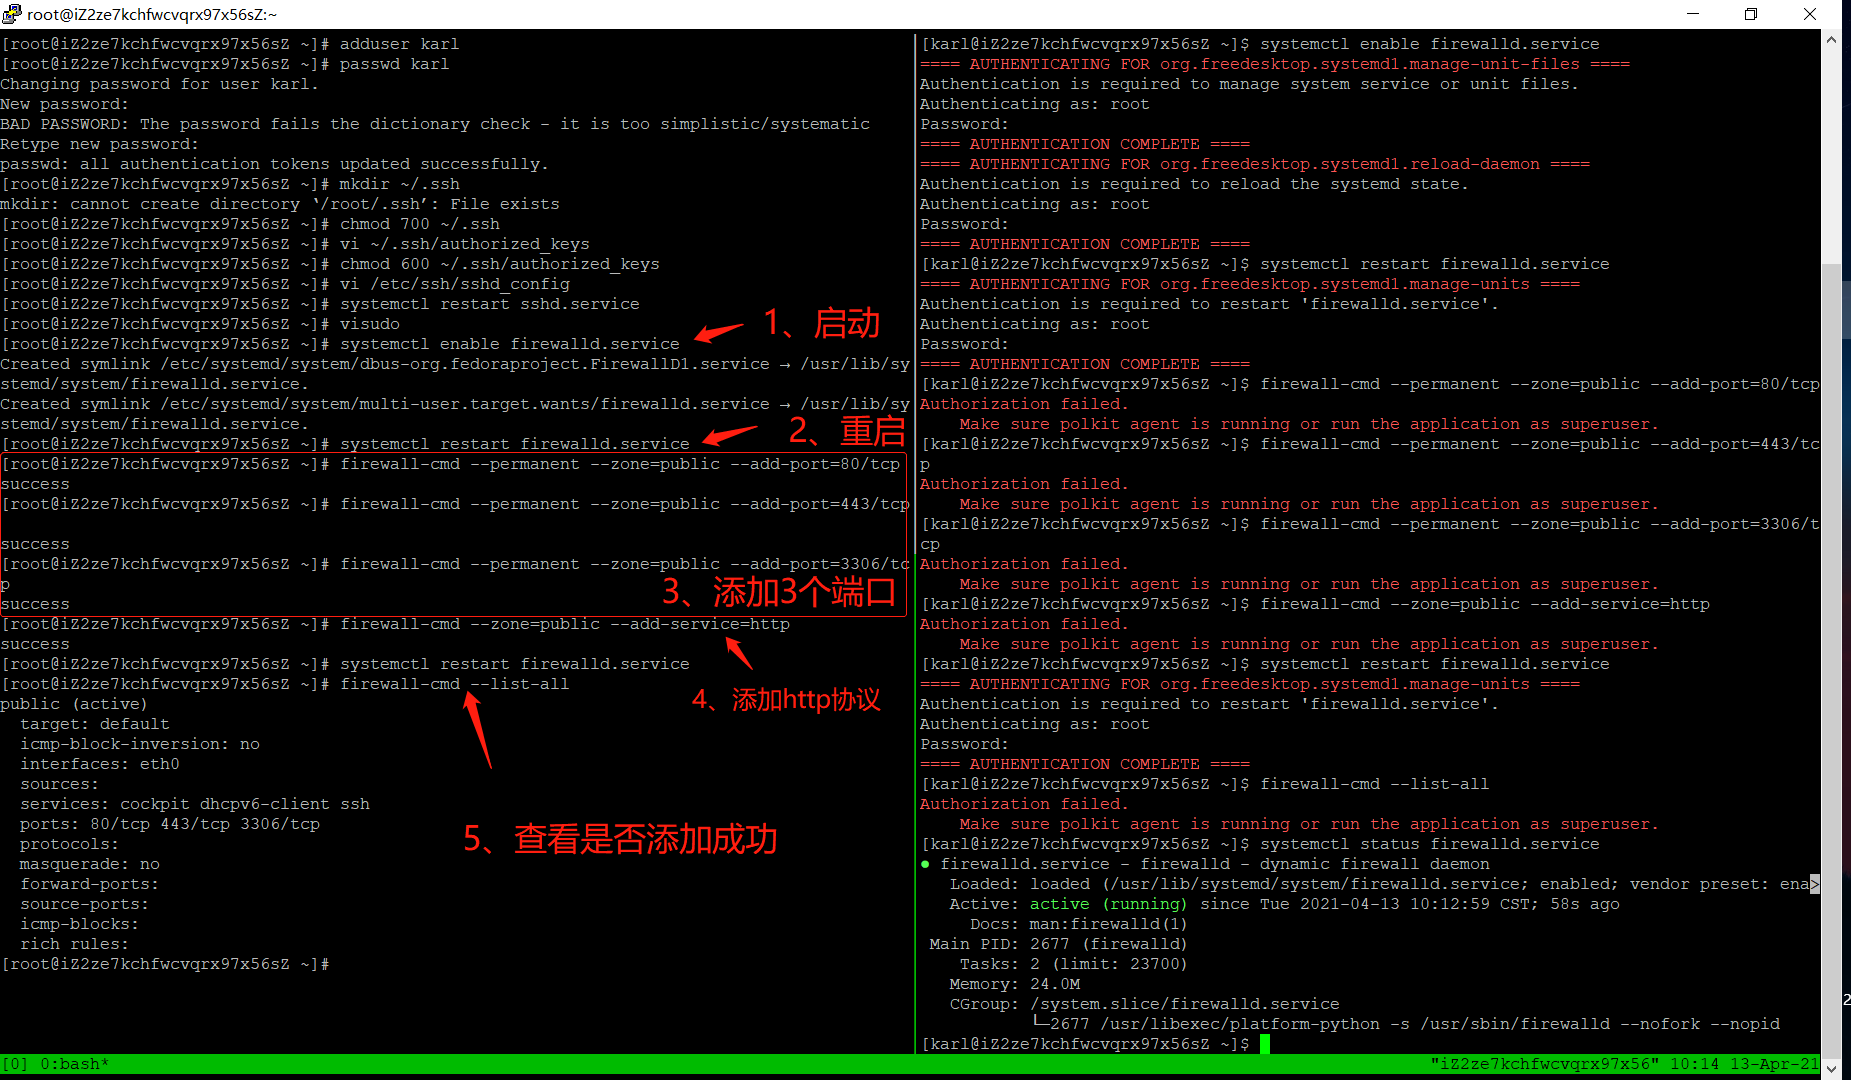 root@iZ2ze7kchfwcvqrx97x56sZ:~
[root@iZ2ze7kchfwcvqrx97x56sZ ~]# adduser karl
[root@iZ2ze7kchfwcvqrx97x56sZ ~]# passwd karl
Changing password for user karl.
New password:
BAD PASSWORD: The password fails the dictionary check - it is too simplistic/systematic
Retype new password:
passwd: all authentication tokens updated successfully.
[root@iZ2ze7kchfwcvqrx97x56sZ ~]# mkdir ~/.ssh
mkdir: cannot create directory ‘/root/.ssh’: File exists
[root@iZ2ze7kchfwcvqrx97x56sZ ~]# chmod 700 ~/.ssh
[root@iZ2ze7kchfwcvqrx97x56sZ ~]# vi ~/.ssh/authorized_keys
[root@iZ2ze7kchfwcvqrx97x56sZ ~]# chmod 600 ~/.ssh/authorized_keys
[root@iZ2ze7kchfwcvqrx97x56sZ ~]# vi /etc/ssh/sshd_config
[root@iZ2ze7kchfwcvqrx97x56sZ ~]# systemctl restart sshd.service
[root@iZ2ze7kchfwcvqrx97x56sZ ~]# visudo
[root@iZ2ze7kchfwcvqrx97x56sZ ~]# systemctl enable firewalld.service
1、启动
Created symlink /etc/systemd/system/dbus-org.fedoraproject.FirewallD1.service → /usr/lib/sy
stemd/system/firewalld.service.
Created symlink /etc/systemd/system/multi-user.target.wants/firewalld.service → /usr/lib/sy
stemd/system/firewalld.service.
[root@iZ2ze7kchfwcvqrx97x56sZ ~]# systemctl restart firewalld.service
2、重启
[root@iZ2ze7kchfwcvqrx97x56sZ ~]# firewall-cmd --permanent --zone=public --add-port=80/tcp
success
[root@iZ2ze7kchfwcvqrx97x56sZ ~]# firewall-cmd --permanent --zone=public --add-port=443/tcp
success
[root@iZ2ze7kchfwcvqrx97x56sZ ~]# firewall-cmd --permanent --zone=public --add-port=3306/tc
p
success
3、添加3个端口
[root@iZ2ze7kchfwcvqrx97x56sZ ~]# firewall-cmd --zone=public --add-service=http
success
[root@iZ2ze7kchfwcvqrx97x56sZ ~]# systemctl restart firewalld.service
[root@iZ2ze7kchfwcvqrx97x56sZ ~]# firewall-cmd --list-all
4、添加http协议
public (active)
target: default
icmp-block-inversion: no
interfaces: eth0
sources:
services: cockpit dhcpv6-client ssh
ports: 80/tcp 443/tcp 3306/tcp
5、查看是否添加成功
protocols:
masquerade: no
forward-ports:
source-ports:
icmp-blocks:
rich rules:
[root@iZ2ze7kchfwcvqrx97x56sZ ~]#
[karl@iZ2ze7kchfwcvqrx97x56sZ ~]$ systemctl enable firewalld.service
==== AUTHENTICATING FOR org.freedesktop.systemd1.manage-unit-files ====
Authentication is required to manage system service or unit files.
Authenticating as: root
Password:
==== AUTHENTICATION COMPLETE ====
==== AUTHENTICATING FOR org.freedesktop.systemd1.reload-daemon ====
Authentication is required to reload the systemd state.
Authenticating as: root
Password:
==== AUTHENTICATION COMPLETE ====
[karl@iZ2ze7kchfwcvqrx97x56sZ ~]$ systemctl restart firewalld.service
==== AUTHENTICATING FOR org.freedesktop.systemd1.manage-units ====
Authentication is required to restart 'firewalld.service'.
Authenticating as: root
Password:
==== AUTHENTICATION COMPLETE ====
[karl@iZ2ze7kchfwcvqrx97x56sZ ~]$ firewall-cmd --permanent --zone=public --add-port=80/tcp
Authorization failed.
Make sure polkit agent is running or run the application as superuser.
[karl@iZ2ze7kchfwcvqrx97x56sZ ~]$ firewall-cmd --permanent --zone=public --add-port=443/tc
p
Authorization failed.
Make sure polkit agent is running or run the application as superuser.
[karl@iZ2ze7kchfwcvqrx97x56sZ ~]$ firewall-cmd --permanent --zone=public --add-port=3306/t
cp
Authorization failed.
Make sure polkit agent is running or run the application as superuser.
[karl@iZ2ze7kchfwcvqrx97x56sZ ~]$ firewall-cmd --zone=public --add-service=http
Authorization failed.
Make sure polkit agent is running or run the application as superuser.
[karl@iZ2ze7kchfwcvqrx97x56sZ ~]$ systemctl restart firewalld.service
==== AUTHENTICATING FOR org.freedesktop.systemd1.manage-units ====
Authentication is required to restart 'firewalld.service'.
Authenticating as: root
Password:
==== AUTHENTICATION COMPLETE ====
[karl@iZ2ze7kchfwcvqrx97x56sZ ~]$ firewall-cmd --list-all
Authorization failed.
Make sure polkit agent is running or run the application as superuser.
[karl@iZ2ze7kchfwcvqrx97x56sZ ~]$ systemctl status firewalld.service
● firewalld.service - firewalld - dynamic firewall daemon
Loaded: loaded (/usr/lib/systemd/system/firewalld.service; enabled; vendor preset: ena>
Active: active (running) since Tue 2021-04-13 10:12:59 CST; 58s ago
Docs: man:firewalld(1)
Main PID: 2677 (firewalld)
Tasks: 2 (limit: 23700)
Memory: 24.0M
CGroup: /system.slice/firewalld.service
└─2677 /usr/libexec/platform-python -s /usr/sbin/firewalld --nofork --nopid
[karl@iZ2ze7kchfwcvqrx97x56sZ ~]$
[0] 0:bash*
"iZ2ze7kchfwcvqrx97x56" 10:14 13-Apr-21
2